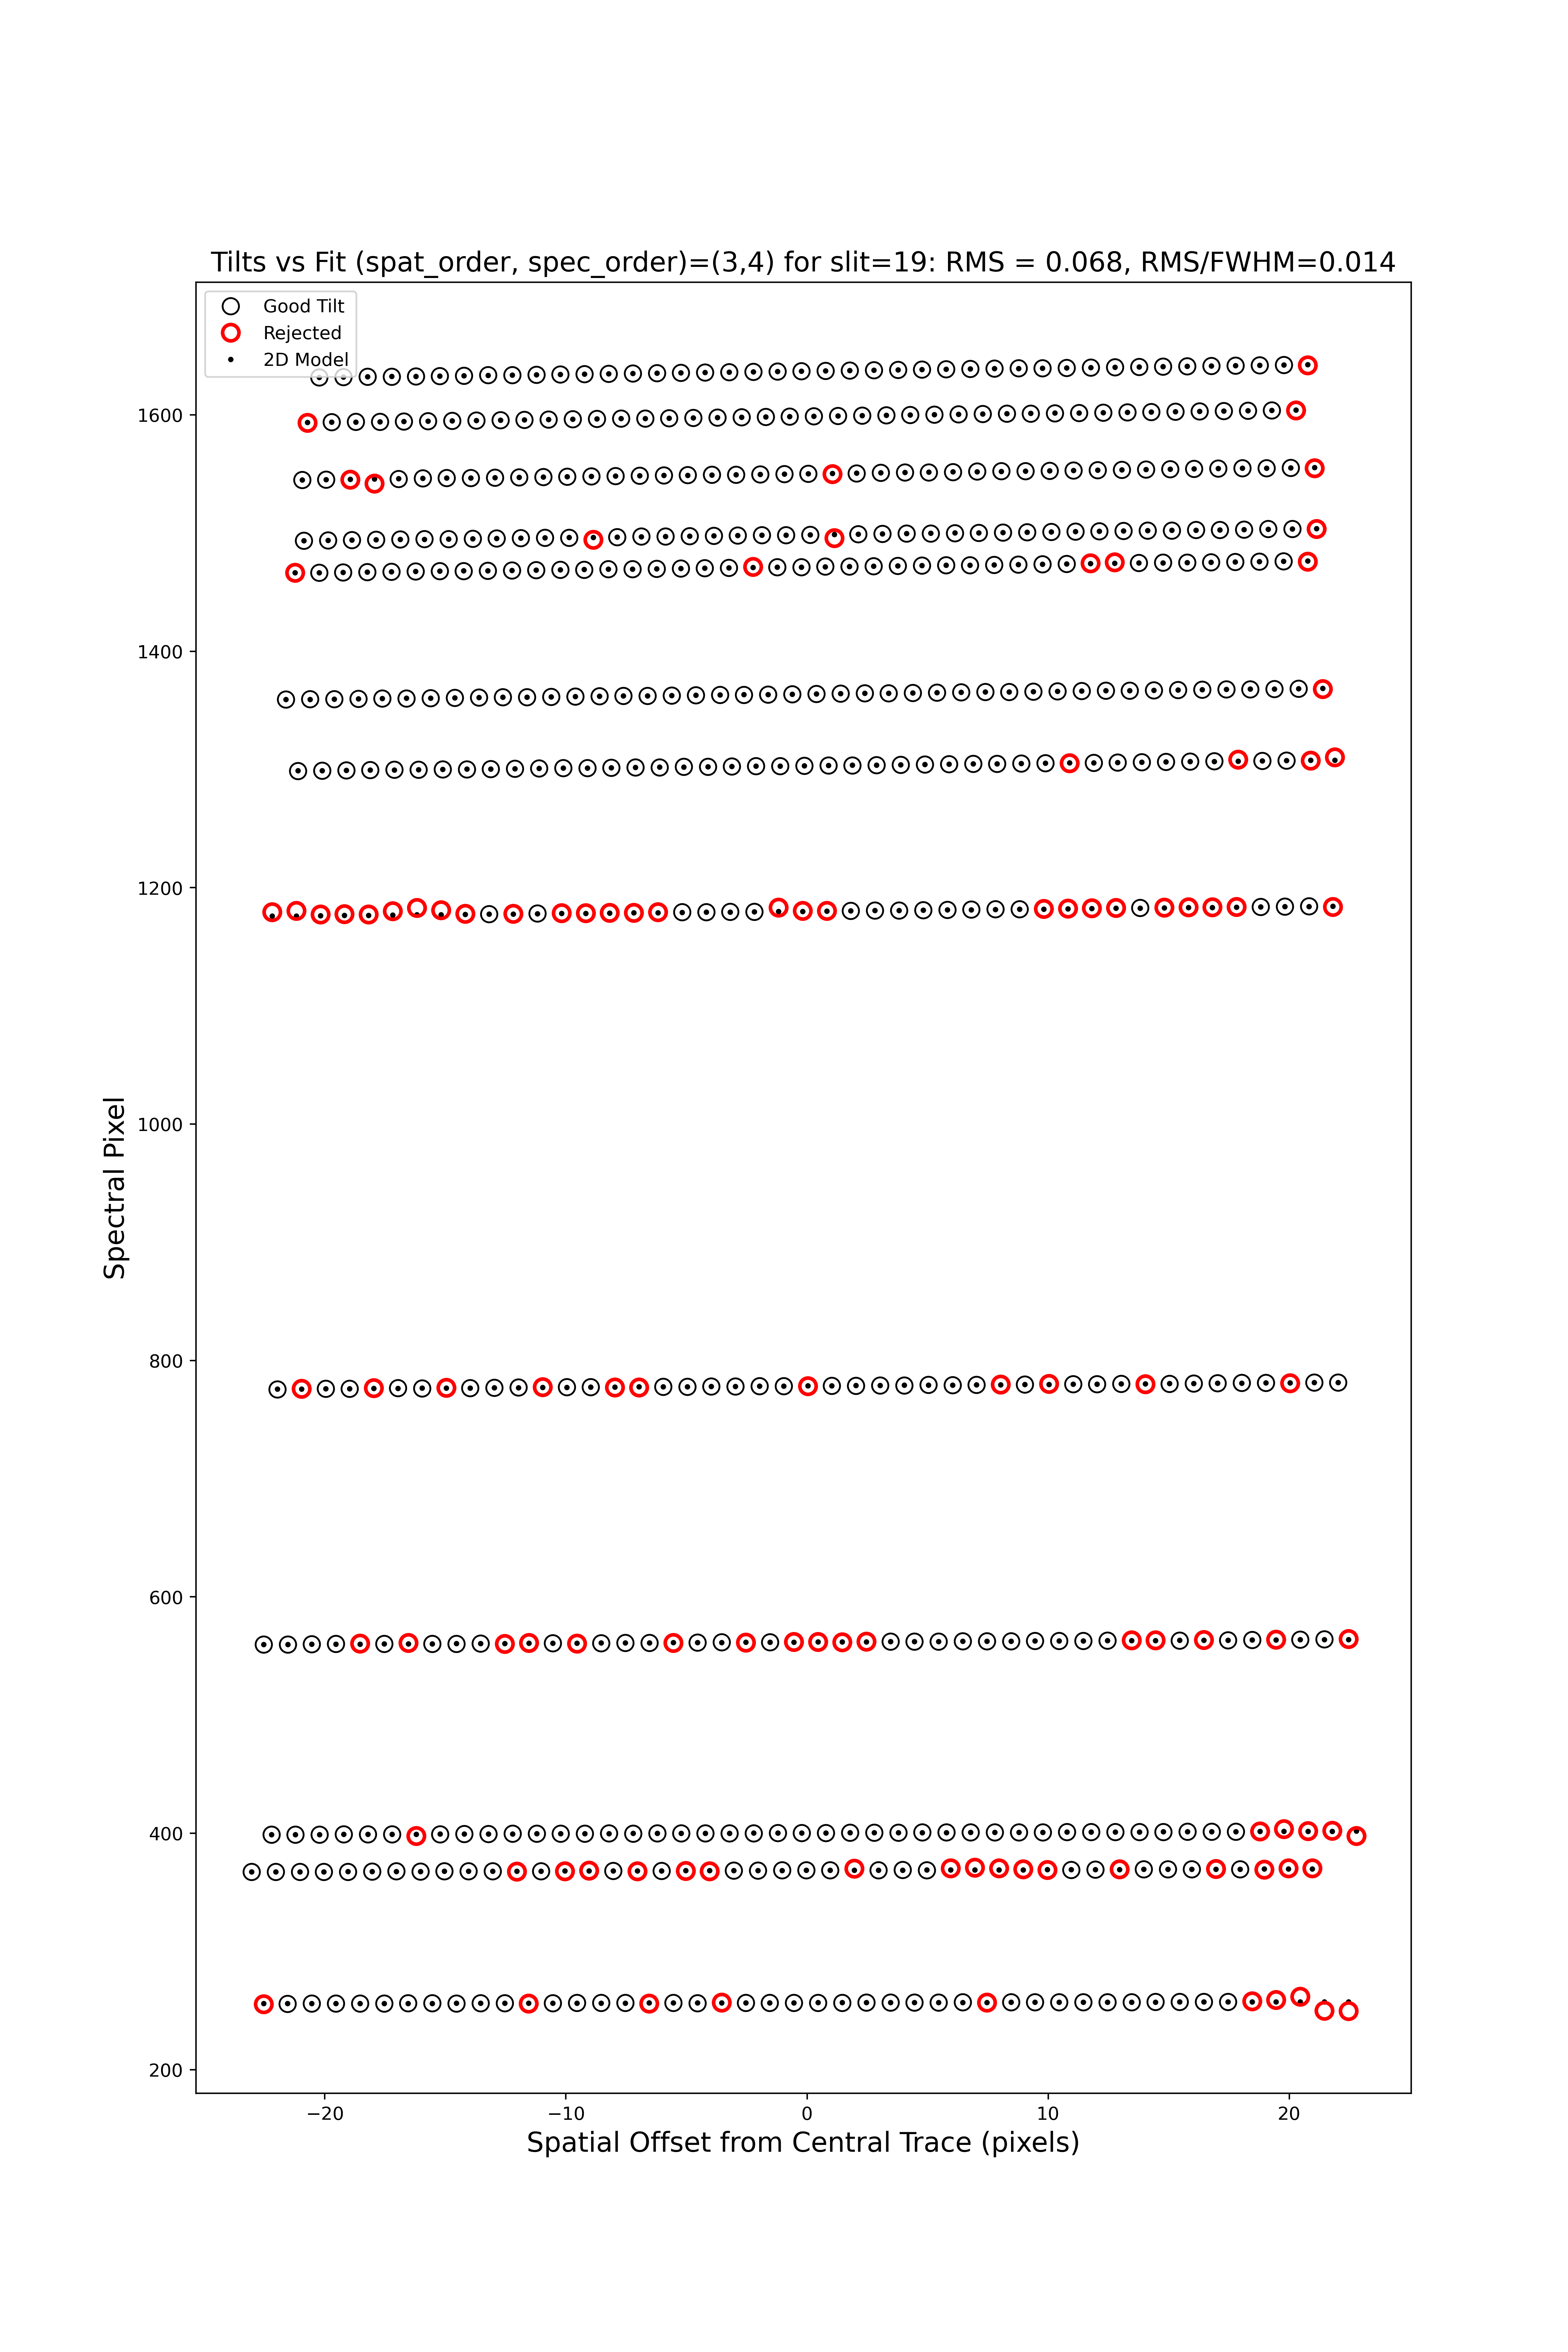 Tilts vs Fit (spat_order, spec_order)=(3,4) for slit=19: RMS = 0.068, RMS/FWHM=0.014
Good Tilt
Rejected
2D Model
1600
1400
1200
1000
800
600
400
200
Spectral Pixel
−20 −10 0 10 20
Spatial Offset from Central Trace (pixels)